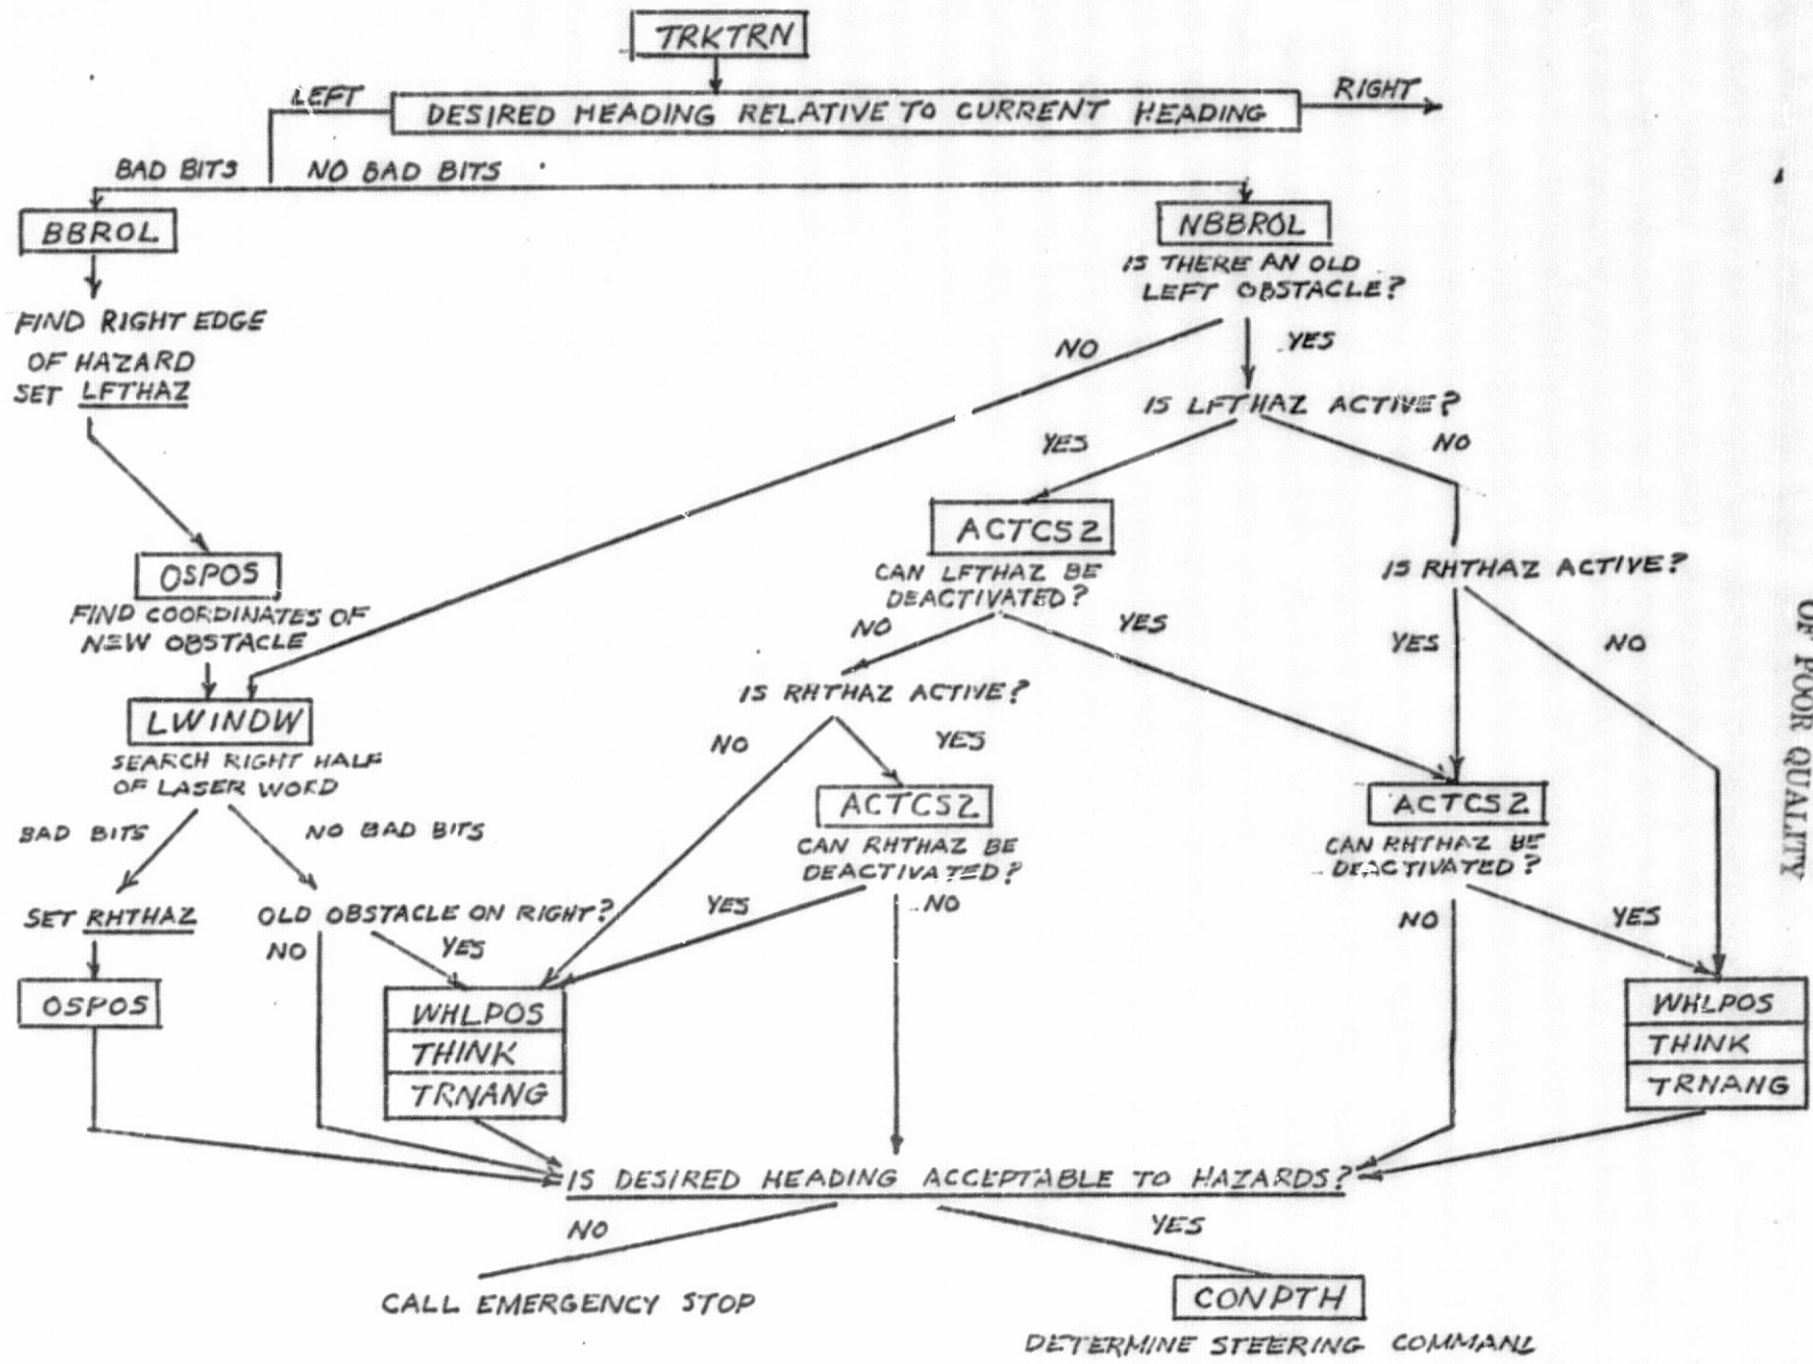 TRKTRN
LEFT
DESIRED HEADING RELATIVE TO CURRENT HEADING
RIGHT
BAD BITS
NO BAD BITS
BBROL
NBBROL
IS THERE AN OLD
LEFT OBSTACLE?
FIND RIGHT EDGE
OF HAZARD
SET LFTHAZ
NO
YES
IS LFTHAZ ACTIVE?
YES
NO
ACTCS2
CAN LFTHAZ BE
DEACTIVATED?
IS RHTHAZ ACTIVE?
OSPOS
FIND COORDINATES OF
NEW OBSTACLE
NO
YES
YES
NO
IS RHTHAZ ACTIVE?
LWINDW
SEARCH RIGHT HALF
OF LASER WORD
NO
YES
ACTCS2
CAN RHTHAZ BE
DEACTIVATED?
ACTCS2
CAN RHTHAZ BE
DEACTIVATED?
BAD BITS
NO BAD BITS
SET RHTHAZ
OLD OBSTACLE ON RIGHT?
NO
YES
YES
NO
NO
YES
OSPOS
WHLPOS
THINK
TRNANG
WHLPOS
THINK
TRNANG
IS DESIRED HEADING ACCEPTABLE TO HAZARDS?
NO
YES
CALL EMERGENCY STOP
CONPTH
DETERMINE STEERING COMMAND
OF POOR QUALITY